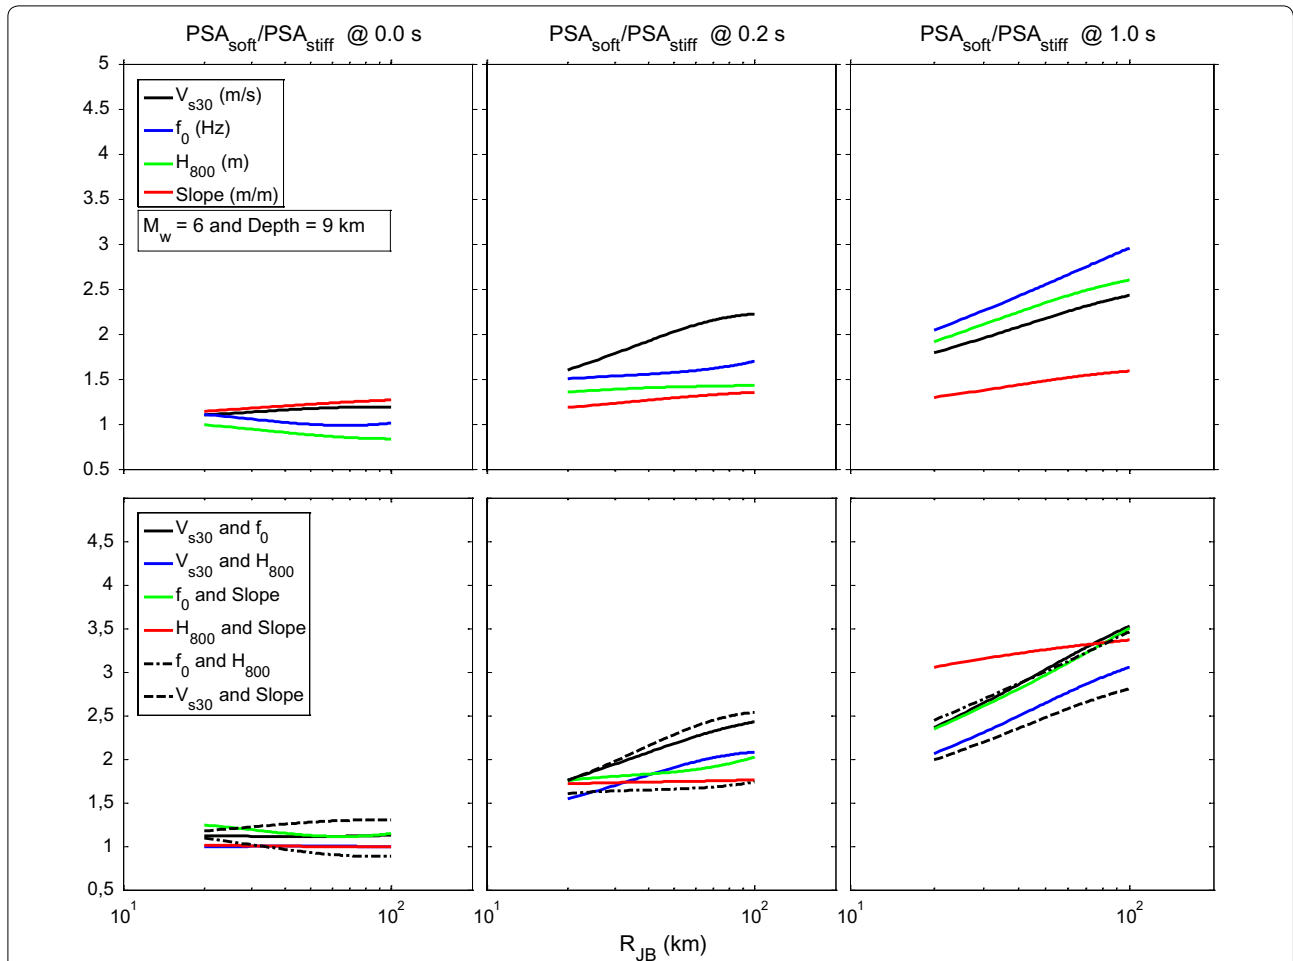 PSAsoft/PSAstiff @ 0.0 s
PSAsoft/PSAstiff @ 0.2 s
PSAsoft/PSAstiff @ 1.0 s
5
4.5
4
3.5
3
2.5
2
1.5
1
0.5
Vs30 (m/s)
f0 (Hz)
H800 (m)
Slope (m/m)
Mw = 6 and Depth = 9 km
4,5
4
3,5
3
2,5
2
1,5
1
0,5
Vs30 and f0
Vs30 and H800
f0 and Slope
H800 and Slope
f0 and H800
Vs30 and Slope
10^1 10^2 10^1 10^2 10^1 10^2
RJB (km)